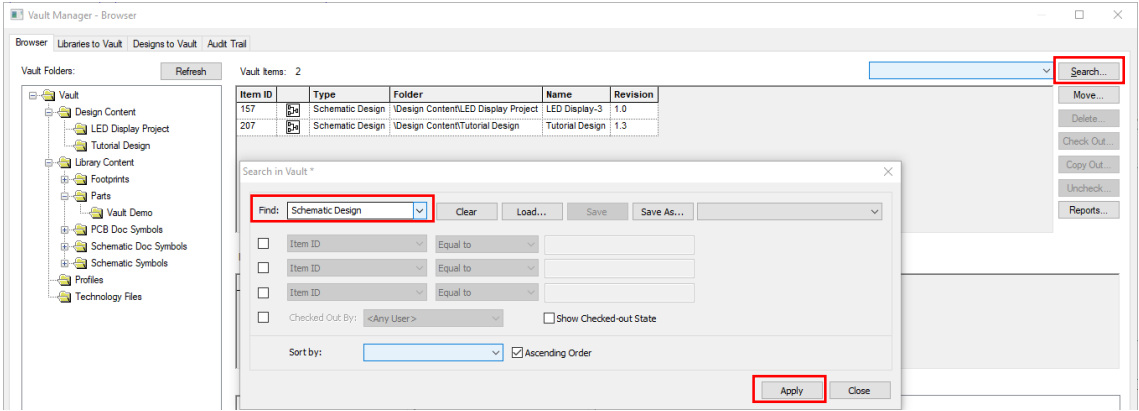 Vault Manager - Browser
Browser Libraries to Vault Designs to Vault Audit Trail
Vault Folders: Refresh Vault Items: 2 Search...
Vault
Design Content
LED Display Project
Tutorial Design
Library Content
Footprints
Parts
Vault Demo
PCB Doc Symbols
Schematic Doc Symbols
Schematic Symbols
Profiles
Technology Files
Item ID Type Folder Name Revision
157 Schematic Design \Design Content\LED Display Project LED Display-3 1.0
207 Schematic Design \Design Content\Tutorial Design Tutorial Design 1.3
Move...
Delete...
Check Out...
Copy Out...
Uncheck...
Reports...
Search in Vault *
Find: Schematic Design Clear Load... Save Save As...
Item ID Equal to
Item ID Equal to
Item ID Equal to
Checked Out By: <Any User> Show Checked-out State
Sort by: Ascending Order
Apply Close